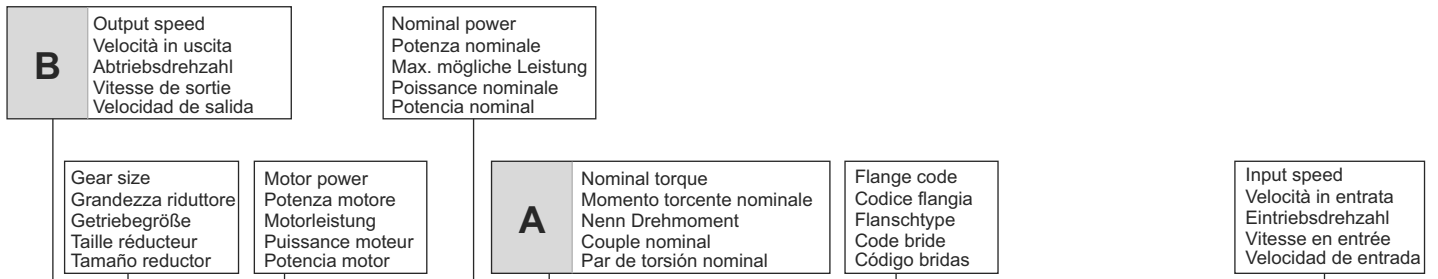 B
Output speed
Velocità in uscita
Abtriebsdrehzahl
Vitesse de sortie
Velocidad de salida
Nominal power
Potenza nominale
Max. mögliche Leistung
Poissance nominale
Potencia nominal
Gear size
Grandezza riduttore
Getriebegröße
Taille réducteur
Tamaño reductor
Motor power
Potenza motore
Motorleistung
Puissance moteur
Potencia motor
A
Nominal torque
Momento torcente nominale
Nenn Drehmoment
Couple nominal
Par de torsión nominal
Flange code
Codice flangia
Flanschtype
Code bride
Código bridas
Input speed
Velocità in entrata
Eintriebsdrehzahl
Vitesse en entrée
Velocidad de entrada